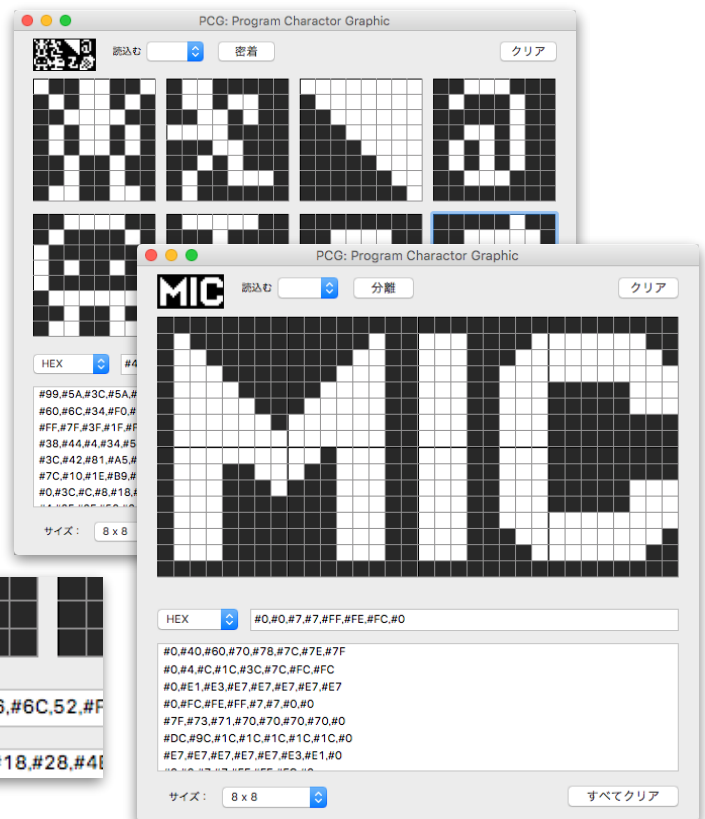 PCG: Program Charactor Graphic
読込む 密着 クリア
HEX
#99,#5A,#3C,#5A,
#60,#6C,#34,#F0,
#FF,#7F,#3F,#1F,
#38,#44,#4,#34,
#3C,#42,#81,#A5,
#7C,#10,#1E,#B9,
#0,#3C,#C,#8,#18,
サイズ： 8 x 8
PCG: Program Charactor Graphic
MIC 読込む 分離 クリア
HEX #0,#0,#7,#7,#FF,#FE,#FC,#0
#0,#40,#60,#70,#78,#7C,#7E,#7F
#0,#4,#C,#1C,#3C,#7C,#FC,#FC
#0,#E1,#E3,#E7,#E7,#E7,#E7,#E7
#0,#FC,#FE,#FF,#7,#7,#0,#0
#7F,#73,#71,#70,#70,#70,#70,#0
#DC,#9C,#1C,#1C,#1C,#1C,#1C,#0
#E7,#E7,#E7,#E7,#E7,#E3,#E1,#0
サイズ： 8 x 8 すべてクリア
,#6C,52,
#18,#28,